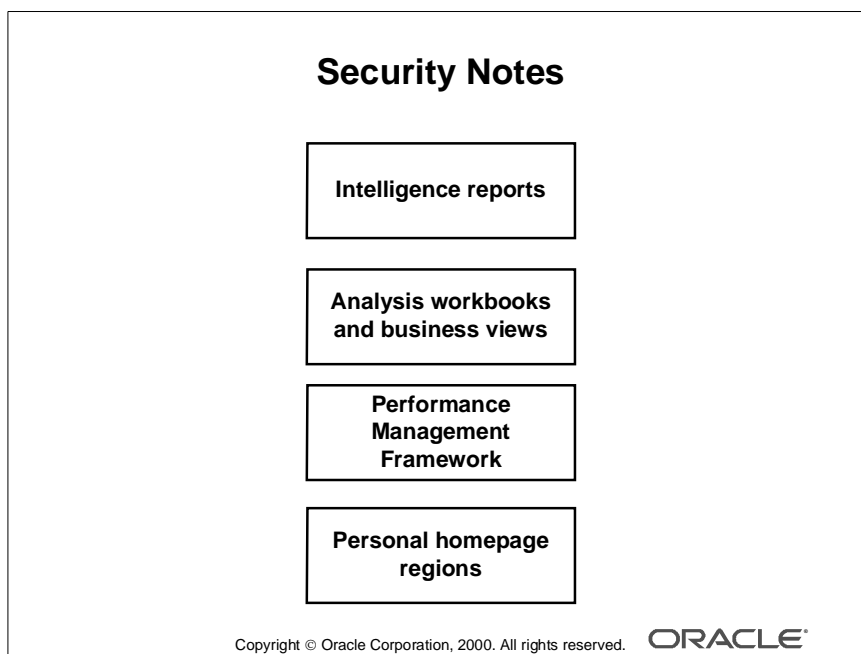 Security Notes
Intelligence reports
Analysis workbooks
and business views
Performance
Management
Framework
Personal homepage
regions
Copyright © Oracle Corporation, 2000. All rights reserved. ORACLE®